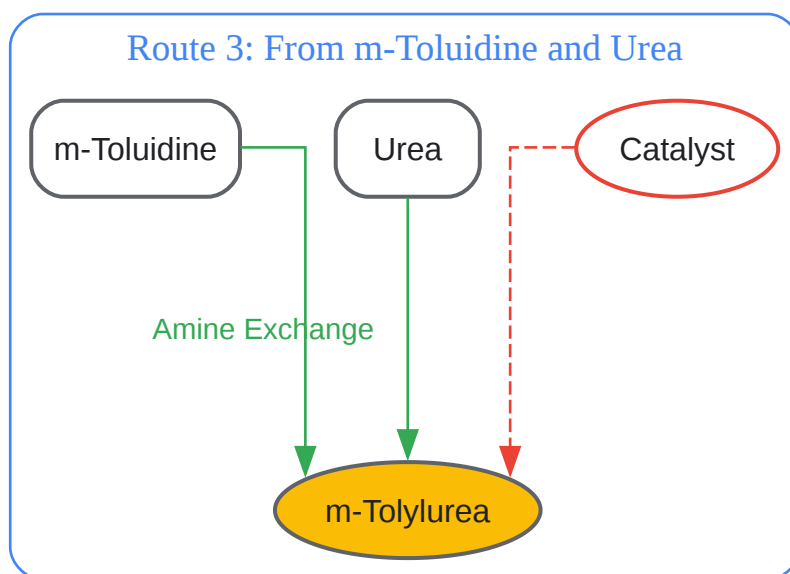 Route 3: From m-Toluidine and Urea
m-Toluidine
Urea
Catalyst
Amine Exchange
m-Tolylurea